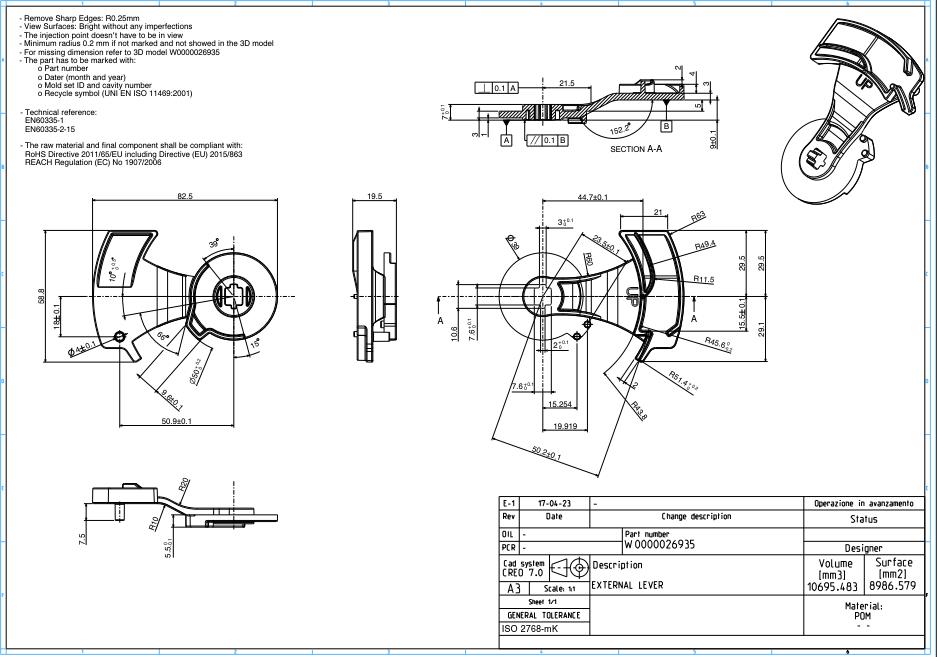 - Remove Sharp Edges: R0.25mm
- View Surfaces: Bright without any imperfections
- The injection point doesn't have to be in view
- Minimum radius 0.2 mm if not marked and not showed in the 3D model
- For missing dimension refer to 3D model W0000026935
- The part has to be marked with:
o Part number
o Dater (month and year)
o Mold set ID and cavity number
o Recycle symbol (UNI EN ISO 11469:2001)
- Technical reference:
EN60335-1
EN60335-2-15
- The raw material and final component shall be compliant with:
RoHS Directive 2011/65/EU including Directive (EU) 2015/863
REACH Regulation (EC) No 1907/2006
⊥ 0.1 A
21.5
2
4
3
5
7±0.1
3
1
A
// 0.1 B
152.2°
B
9±0.1
SECTION A-A
UP
82.5
39°
58.8
18±0.1
Ø4±0.1
66°
15°
9.6±0.1
50.9±0.1
19.5
44.7±0.1
21
R63
23.5±0.1
R60
R49.4
R11.5
29.5
29.5
UP
A
A
15.5±0.1
29.1
10.6
R51.4
R43.8
2
15.254
19.919
50.2±0.1
R20
R10
7.5
E-1 17-04-23 - Operazione in avanzamento
Rev Date Change description Status
OIL - Part number
PCR - W0000026935 Designer
Cad system CREO 7.0 Description Volume [mm3] Surface [mm2]
A3 Scale: 1:1 EXTERNAL LEVER 10695.483 8986.579
Sheet 1/1 Material:
GENERAL TOLERANCE POM
ISO 2768-mK - -